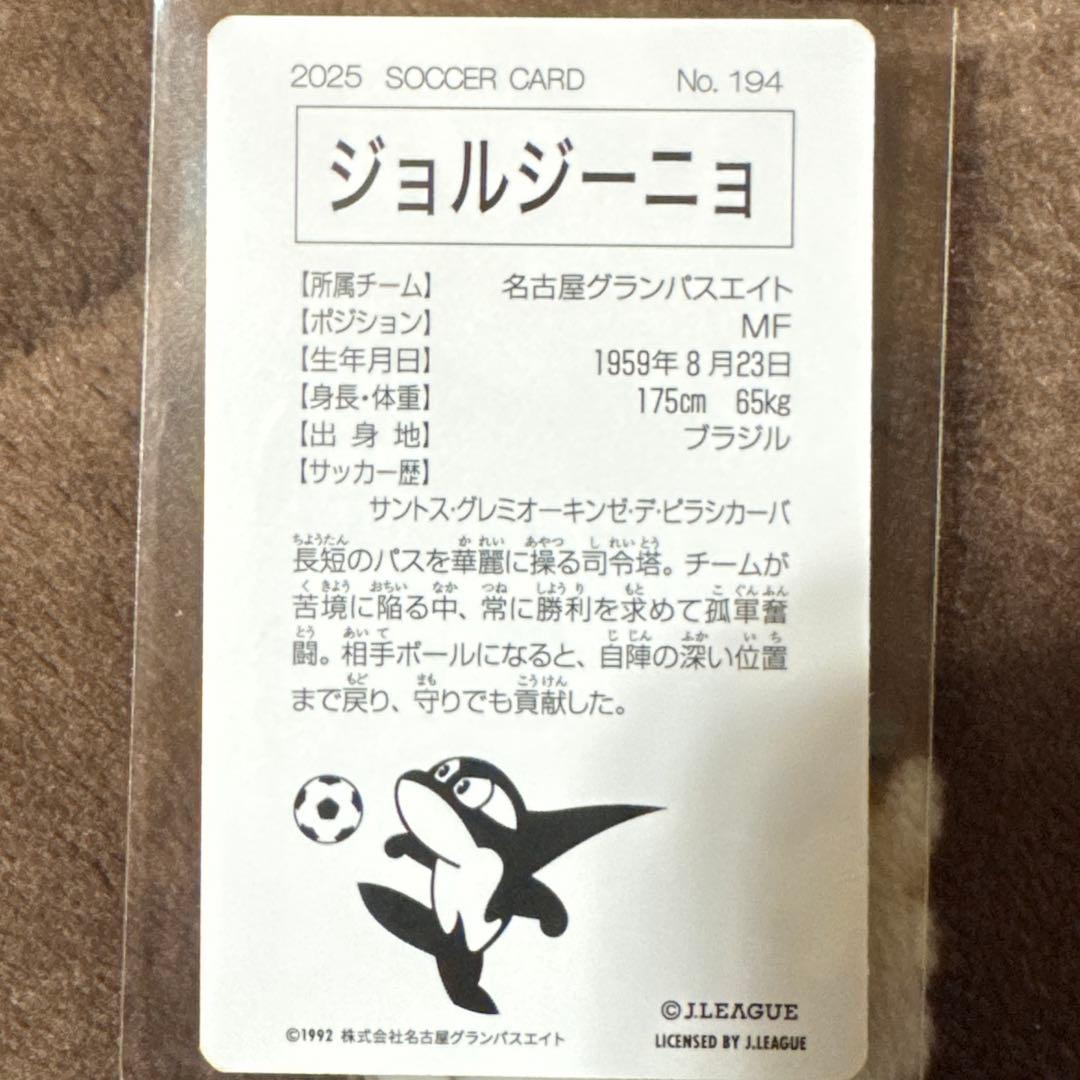 2025 SOCCER CARD No. 194
ジョルジーニョ
【所属チーム】 名古屋グランパスエイト
【ポジション】 MF
【生年月日】 1959年8月23日
【身長・体重】 175cm 65kg
【出身地】 ブラジル
【サッカー歴】
サントス・グレミオーキンゼ・デ・ピラシカーバ
ちょうたん かれい あやつ しれいとう
長短のパスを華麗に操る司令塔。チームが
くきょう おちい なか つね しょうり もと こぐんふん
苦境に陥る中、常に勝利を求めて孤軍奮
とう あいて じじん ふか いち
闘。相手ボールになると、自陣の深い位置
もど まも こうけん
まで戻り、守りでも貢献した。
©1992 株式会社名古屋グランパスエイト
©J.LEAGUE
LICENSED BY J.LEAGUE